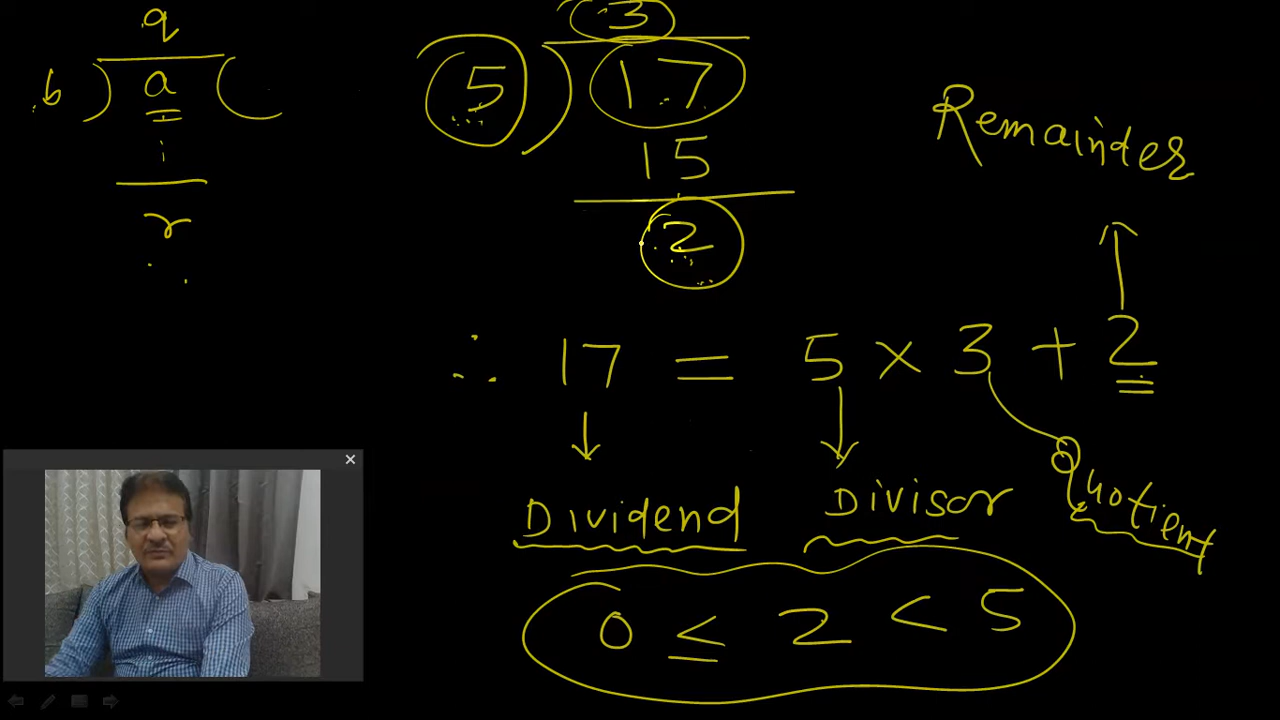 q
b ) a (
i
r
3
5 ) 17
15
2
Remainder
∴ 17 = 5 × 3 + 2
Dividend
Divisor
Quotient
0 ≤ 2 < 5